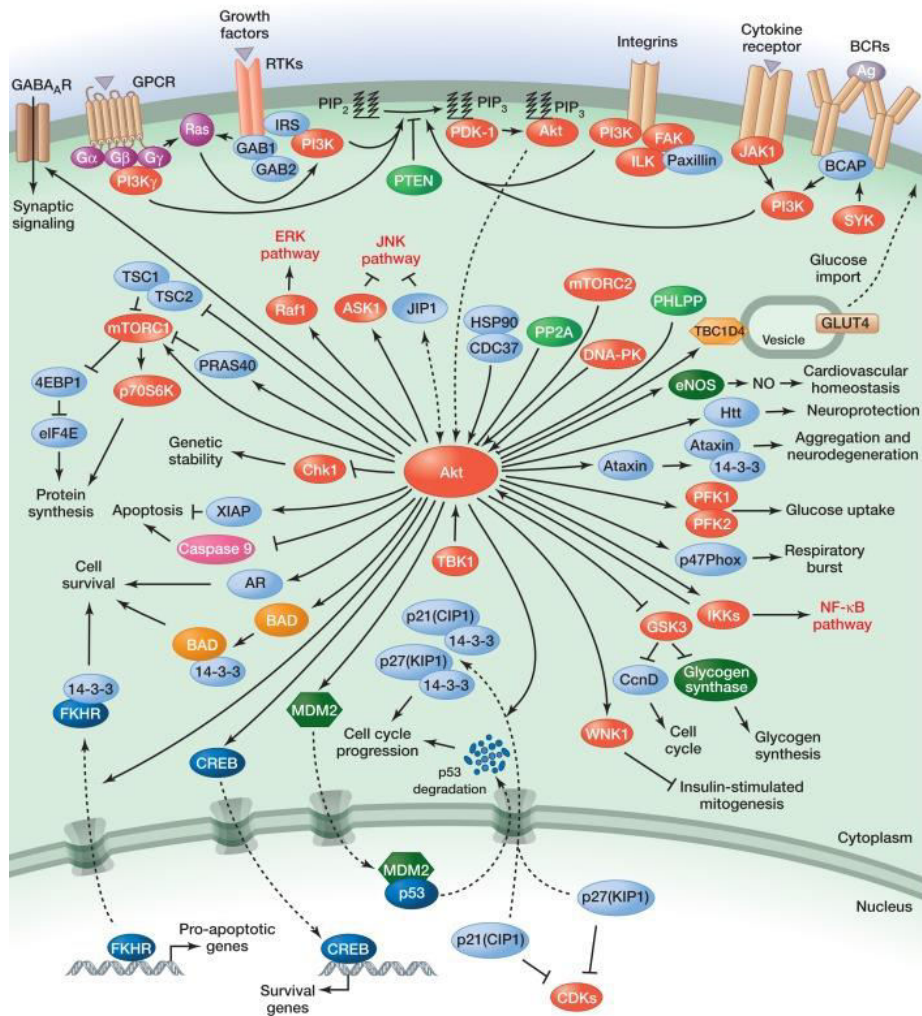 Growth
factors
Integrins
Cytokine
receptor
BCRs
GABA_AR
GPCR
RTKs
Ag
PIP2
PIP3
PIP3
Gα
Gβ
Gγ
Ras
IRS
GAB1
GAB2
PI3K
PDK-1
Akt
PI3K
FAK
ILK
Paxillin
JAK1
BCAP
PI3Kγ
PTEN
PI3K
SYK
Synaptic
signaling
ERK
pathway
JNK
pathway
Glucose
import
TSC1
TSC2
mTORC1
Raf1
ASK1
JIP1
HSP90
CDC37
PP2A
mTORC2
DNA-PK
PHLPP
TBC1D4
Vesicle
GLUT4
4EBP1
p70S6K
PRAS40
eNOS
NO
Cardiovascular
homeostasis
eIF4E
Htt
Neuroprotection
Genetic
stability
Chk1
Akt
Ataxin
Ataxin
14-3-3
Aggregation and
neurodegeneration
Protein
synthesis
Apoptosis
XIAP
PFK1
PFK2
Glucose uptake
Caspase 9
TBK1
p47Phox
Respiratory
burst
Cell
survival
AR
BAD
BAD
14-3-3
p21(CIP1)
14-3-3
p27(KIP1)
14-3-3
GSK3
IKKs
NF-κB
pathway
14-3-3
FKHR
MDM2
CcnD
Glycogen
synthase
Cell cycle
progression
WNK1
Cell
cycle
Glycogen
synthesis
CREB
p53
degradation
Insulin-stimulated
mitogenesis
Cytoplasm
MDM2
p53
p27(KIP1)
Nucleus
FKHR
Pro-apoptotic
genes
CREB
p21(CIP1)
Survival
genes
CDKs